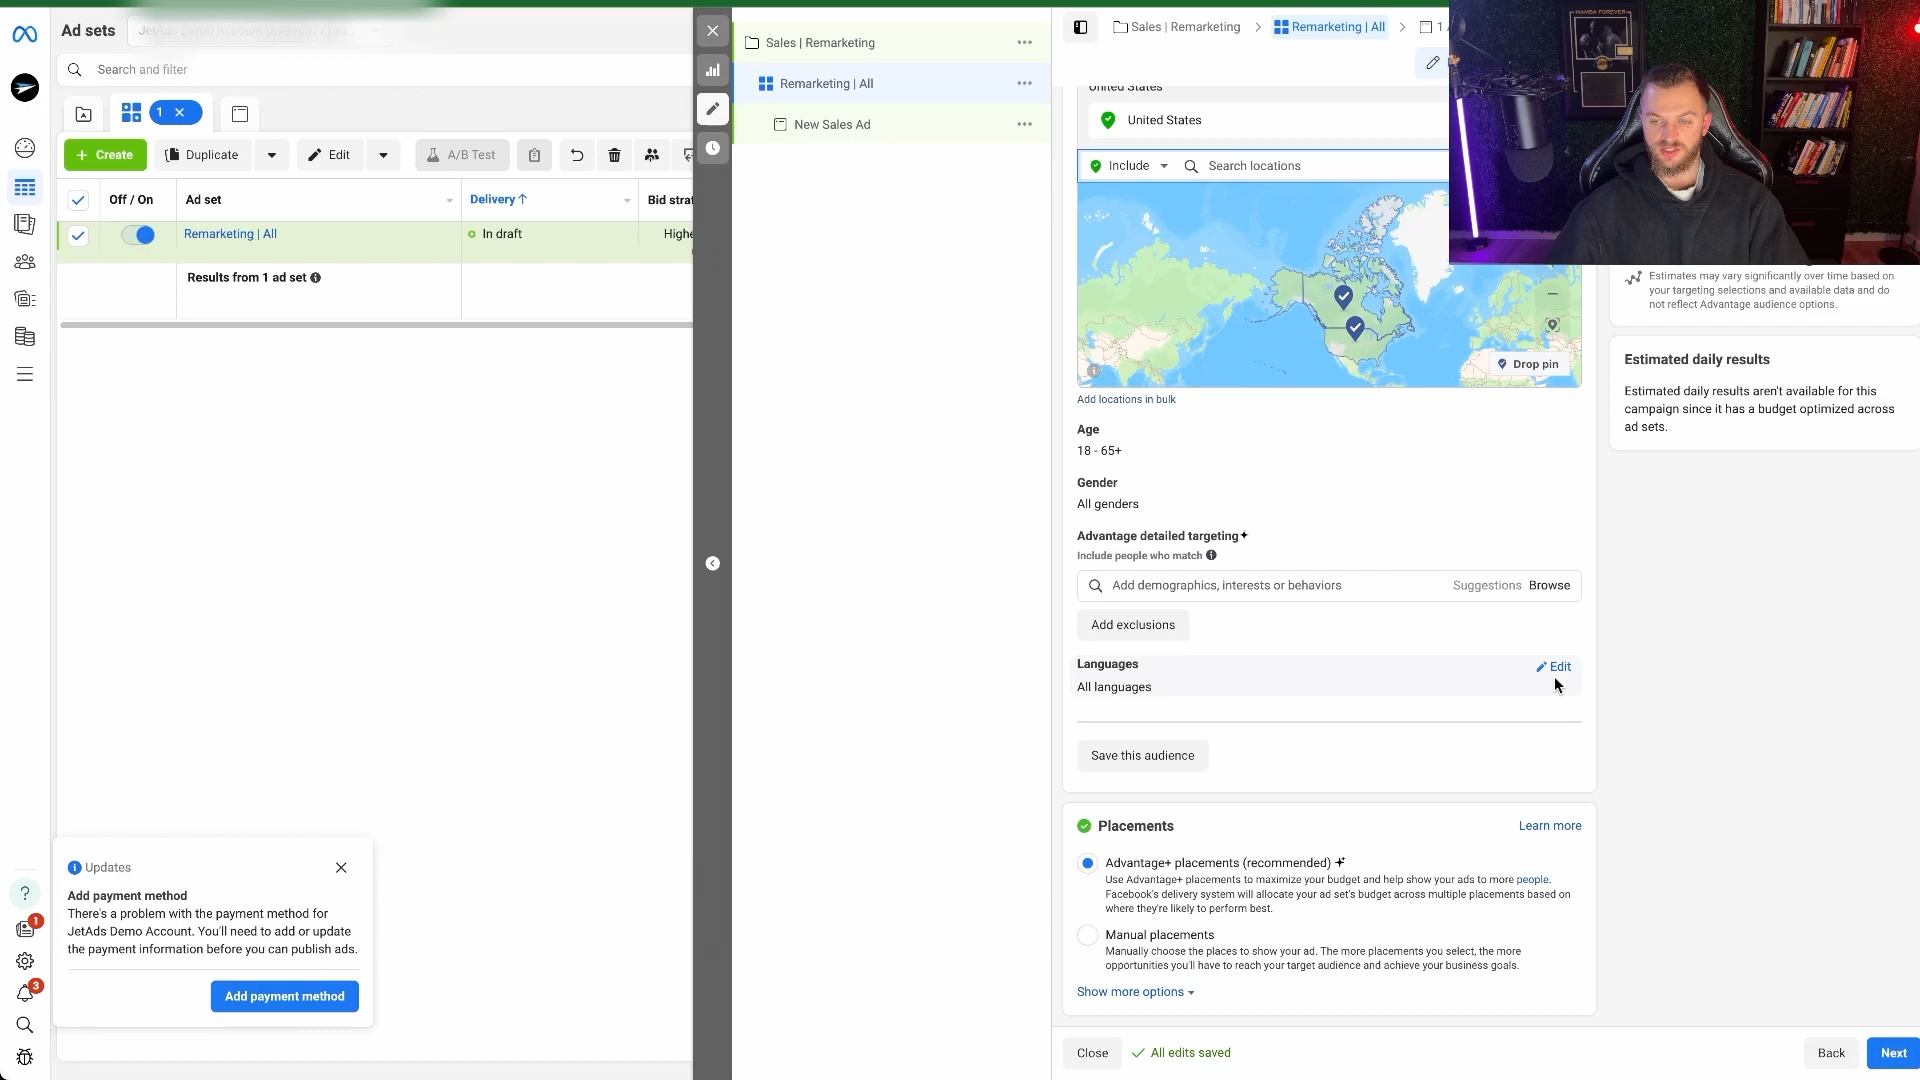 Ad sets
Search and filter
1
Create
Duplicate
Edit
A/B Test
Off / On
Ad set
Delivery ↑
Bid strat
Remarketing | All
In draft
Highe
Results from 1 ad set
Updates
Add payment method
There's a problem with the payment method for
JetAds Demo Account. You'll need to add or update
the payment information before you can publish ads.
Add payment method
1
3
Sales | Remarketing
Remarketing | All
New Sales Ad
Sales | Remarketing
Remarketing | All
1
United States
United States
Include
Search locations
Drop pin
Add locations in bulk
Age
18 - 65+
Gender
All genders
Advantage detailed targeting
Include people who match
Add demographics, interests or behaviors
Suggestions
Browse
Add exclusions
Languages
Edit
All languages
Save this audience
Placements
Learn more
Advantage+ placements (recommended)
Use Advantage+ placements to maximize your budget and help show your ads to more people.
Facebook's delivery system will allocate your ad set's budget across multiple placements based on
where they're likely to perform best.
Manual placements
Manually choose the places to show your ad. The more placements you select, the more
opportunities you'll have to reach your target audience and achieve your business goals.
Show more options
Close
All edits saved
Back
Next
MAMBA FOREVER
Estimates may vary significantly over time based on
your targeting selections and available data and do
not reflect Advantage audience options.
Estimated daily results
Estimated daily results aren't available for this
campaign since it has a budget optimized across
ad sets.